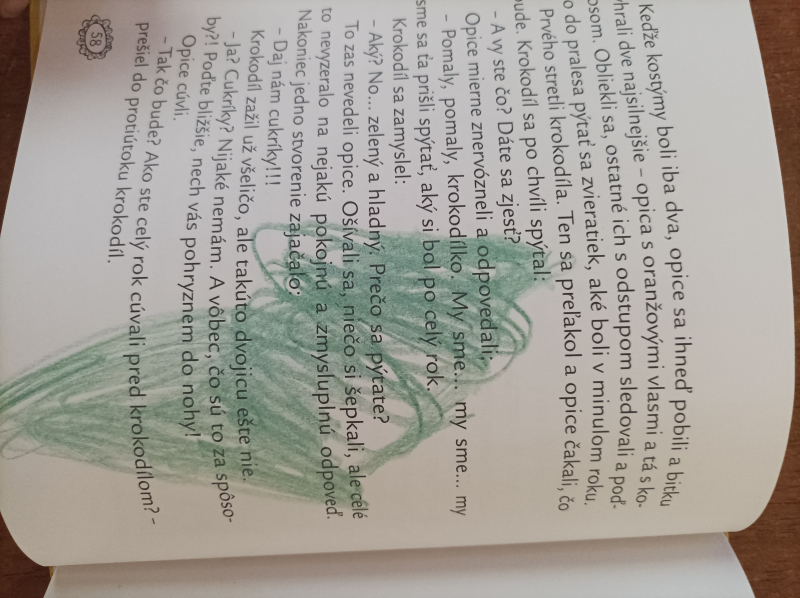 Keďže kostýmy boli iba dva, opice sa ihneď pobili a bitku
hrali dve najsilnejšie – opica s oranžovými vlasmi a tá s ko-
osom. Obliekli sa, ostatné ich s odstupom sledovali a poď-
o do pralesa pýtať sa zvieratiek, aké boli v minulom roku.
Prvého stretli krokodíla. Ten sa preľakol a opice čakali, čo
ude. Krokodíl sa po chvíli spýtal:
– A vy ste čo? Dáte sa zjesť?
Opice mierne znervózneli a odpovedali:
– Pomaly, pomaly, krokodílko. My sme... my sme... my
sme sa ťa prišli spýtať, aký si bol po celý rok.
Krokodíl sa zamyslel:
– Aký? No... zelený a hladný. Prečo sa pýtate?
To zas nevedeli opice. Ošívali sa, niečo si šepkali, ale celé
to nevyzeralo na nejakú pokojnú a zmysluplnú odpoveď.
Nakoniec jedno stvorenie zajačalo:
– Daj nám cukríky!!!
Krokodíl zažil už všeličo, ale takúto dvojicu ešte nie.
– Ja? Cukríky? Nijaké nemám. A vôbec, čo sú to za spôso-
by?! Poďte bližšie, nech vás pohryznem do nohy!
Opice cúvli.
– Tak čo bude? Ako ste celý rok cúvali pred krokodílom? –
prešiel do protiútoku krokodíl.
58